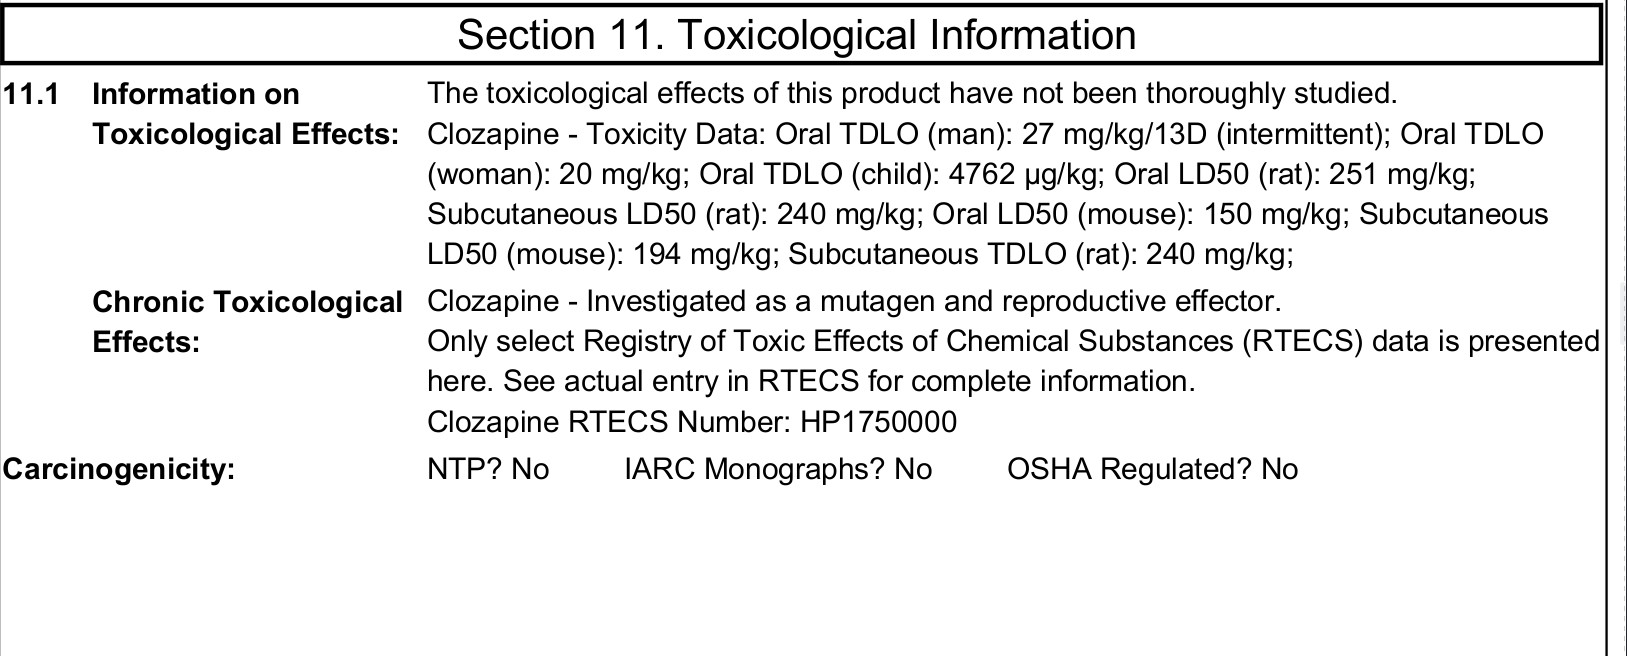 Section 11. Toxicological Information
11.1 Information on Toxicological Effects:
The toxicological effects of this product have not been thoroughly studied.
Clozapine - Toxicity Data: Oral TDLO (man): 27 mg/kg/13D (intermittent); Oral TDLO
(woman): 20 mg/kg; Oral TDLO (child): 4762 µg/kg; Oral LD50 (rat): 251 mg/kg;
Subcutaneous LD50 (rat): 240 mg/kg; Oral LD50 (mouse): 150 mg/kg; Subcutaneous
LD50 (mouse): 194 mg/kg; Subcutaneous TDLO (rat): 240 mg/kg;
Chronic Toxicological
Effects:
Clozapine - Investigated as a mutagen and reproductive effector.
Only select Registry of Toxic Effects of Chemical Substances (RTECS) data is presented
here. See actual entry in RTECS for complete information.
Clozapine RTECS Number: HP1750000
Carcinogenicity: NTP? No IARC Monographs? No OSHA Regulated? No